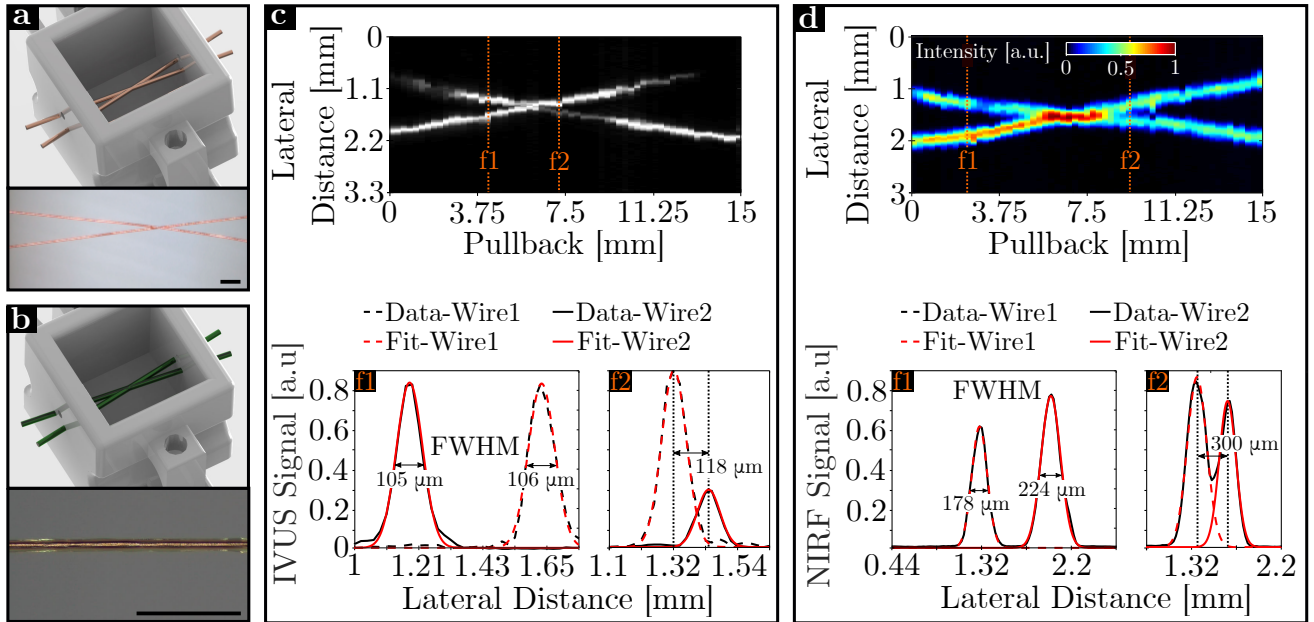 a
b
c
0
1.1
2.2
3.3
Lateral
Distance [mm]
f1
f2
0 3.75 7.5 11.25 15
Pullback [mm]
Data-Wire1 Data-Wire2
Fit-Wire1 Fit-Wire2
IVUS Signal [a.u]
0.8
0.6
0.4
0.2
0
f1
FWHM
105 µm
106 µm
1 1.21 1.43 1.65
f2
118 µm
1.1 1.32 1.54
Lateral Distance [mm]
d
Intensity [a.u.]
0 0.5 1
0
1
2
3
Lateral
Distance [mm]
f1
f2
0 3.75 7.5 11.25 15
Pullback [mm]
Data-Wire1 Data-Wire2
Fit-Wire1 Fit-Wire2
NIRF Signal [a.u]
0.8
0.6
0.4
0.2
0
f1
FWHM
178 µm
224 µm
0.44 1.32 2.2
f2
300 µm
1.32 2.2
Lateral Distance [mm]